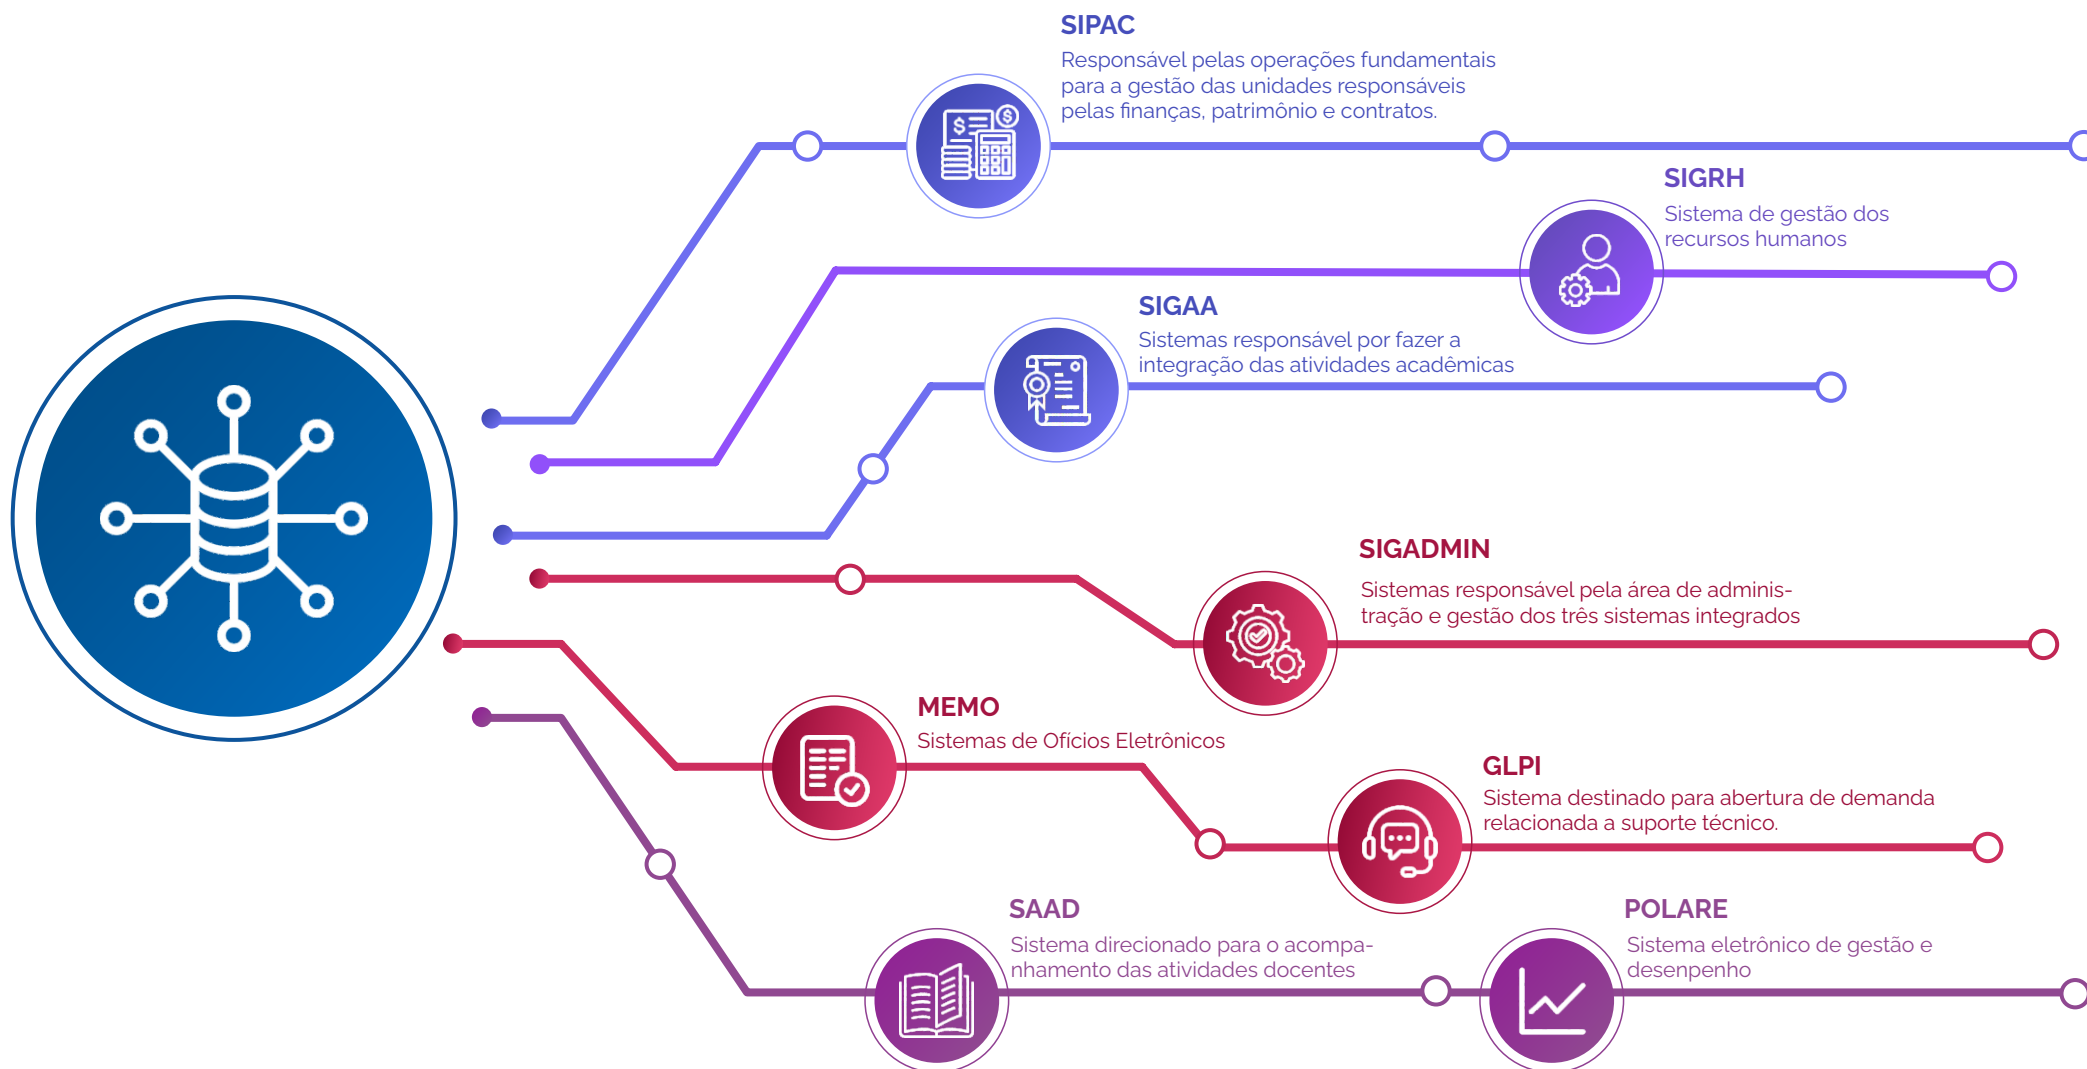 SIPAC
Responsável pelas operações fundamentais
para a gestão das unidades responsáveis
pelas finanças, patrimônio e contratos.
SIGRH
Sistema de gestão dos
recursos humanos
SIGAA
Sistemas responsável por fazer a
integração das atividades acadêmicas
SIGADMIN
Sistemas responsável pela área de adminis-
tração e gestão dos três sistemas integrados
MEMO
Sistemas de Ofícios Eletrônicos
GLPI
Sistema destinado para abertura de demanda
relacionada a suporte técnico.
SAAD
Sistema direcionado para o acompa-
nhamento das atividades docentes
POLARE
Sistema eletrônico de gestão e
desenpenho